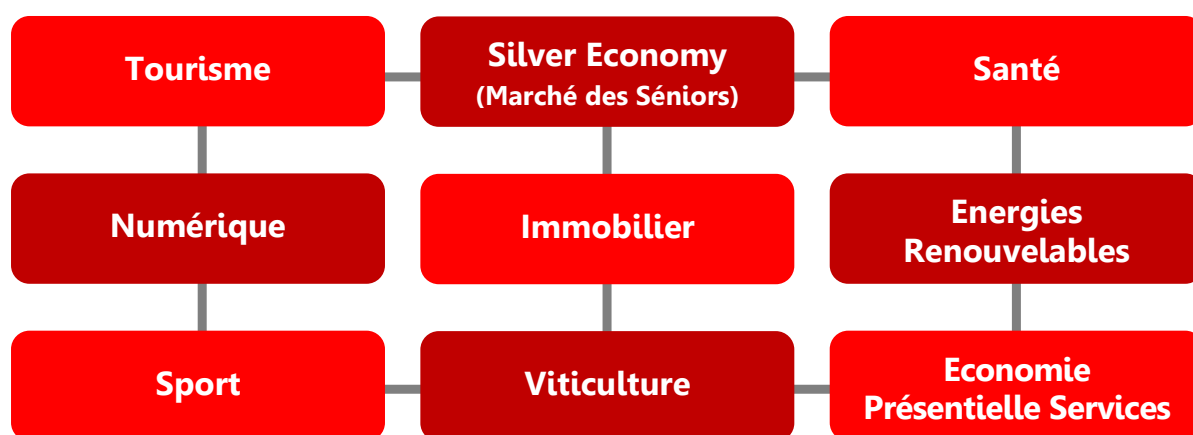 Tourisme
Silver Economy
(Marché des Séniors)
Santé
Numérique
Immobilier
Energies
Renouvelables
Sport
Viticulture
Economie
Présentielle Services